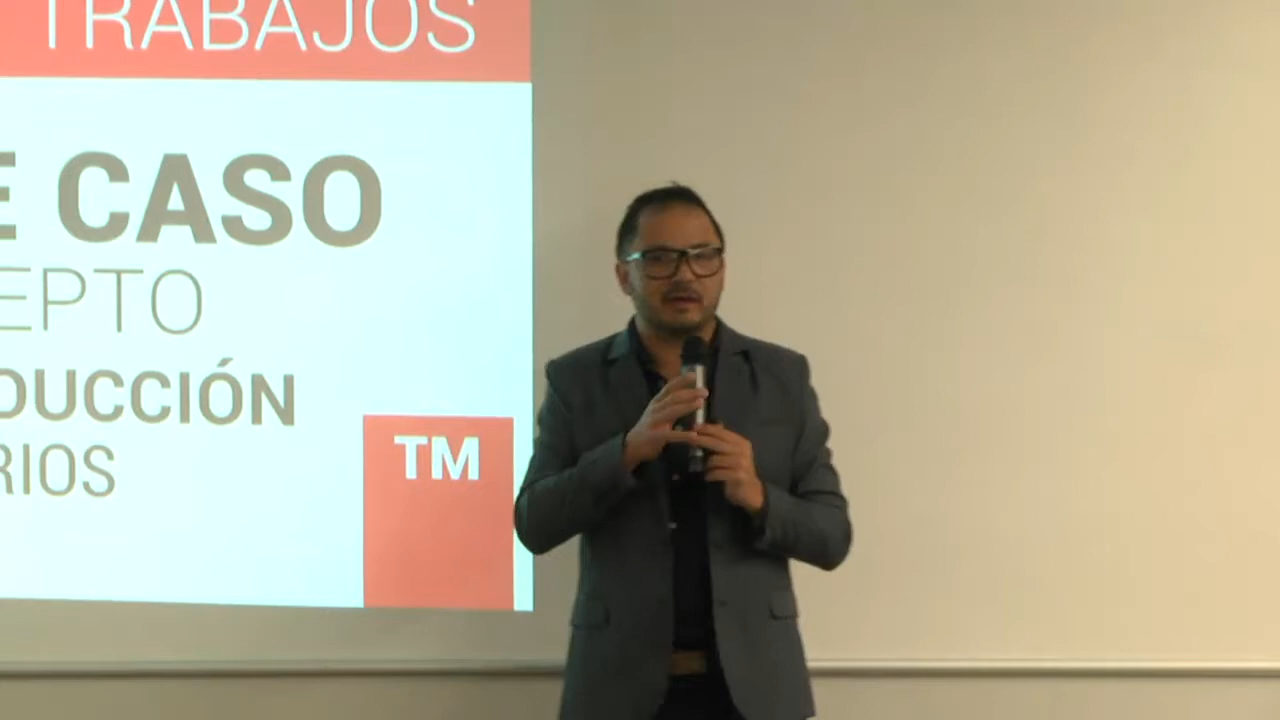 TRABAJOS
E CASO
EPTO
DUCCIÓN
RIOS
TM